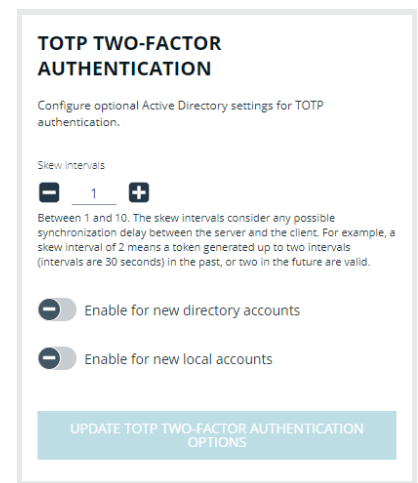 TOTP TWO-FACTOR
AUTHENTICATION
Configure optional Active Directory settings for TOTP
authentication.
Skew intervals
1
Between 1 and 10. The skew intervals consider any possible
synchronization delay between the server and the client. For example, a
skew interval of 2 means a token generated up to two intervals
(intervals are 30 seconds) in the past, or two in the future are valid.
Enable for new directory accounts
Enable for new local accounts
UPDATE TOTP TWO-FACTOR AUTHENTICATION
OPTIONS